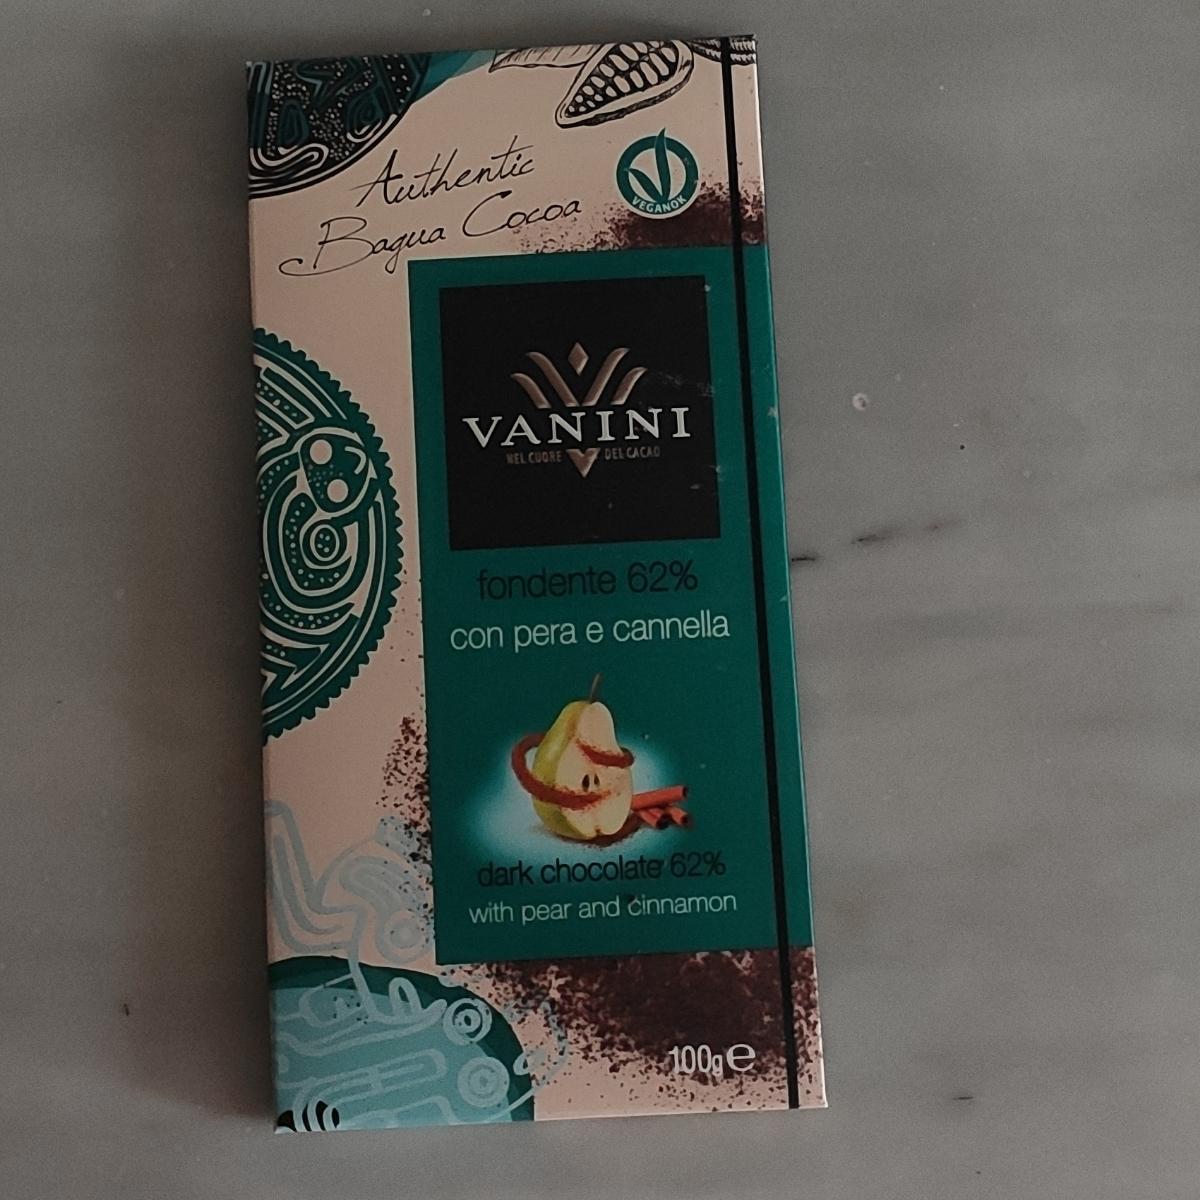 Authentic
Bagua Cocoa
VEGANOK
VANINI
NEL CUORE DEL CACAO
fondente 62%
con pera e cannella
dark chocolate 62%
with pear and cinnamon
100g e